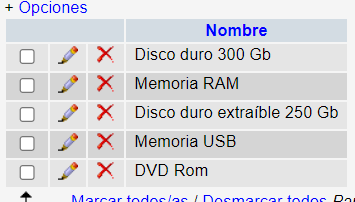 + Opciones
Nombre
Disco duro 300 Gb
Memoria RAM
Disco duro extraíble 250 Gb
Memoria USB
DVD Rom
Marcar todos/as / Desmarcar todos